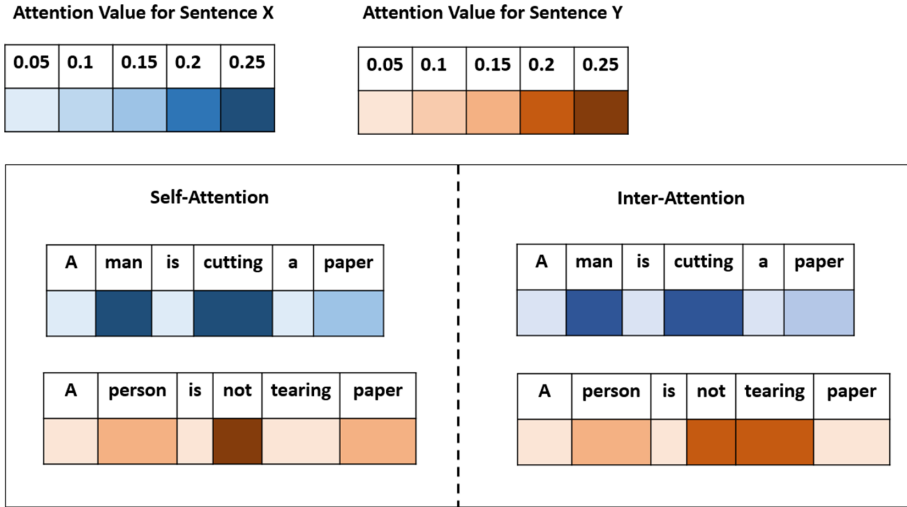 Attention Value for Sentence X
Attention Value for Sentence Y
0.05 0.1 0.15 0.2 0.25
0.05 0.1 0.15 0.2 0.25
Self-Attention
Inter-Attention
A man is cutting a paper
A man is cutting a paper
A person is not tearing paper
A person is not tearing paper